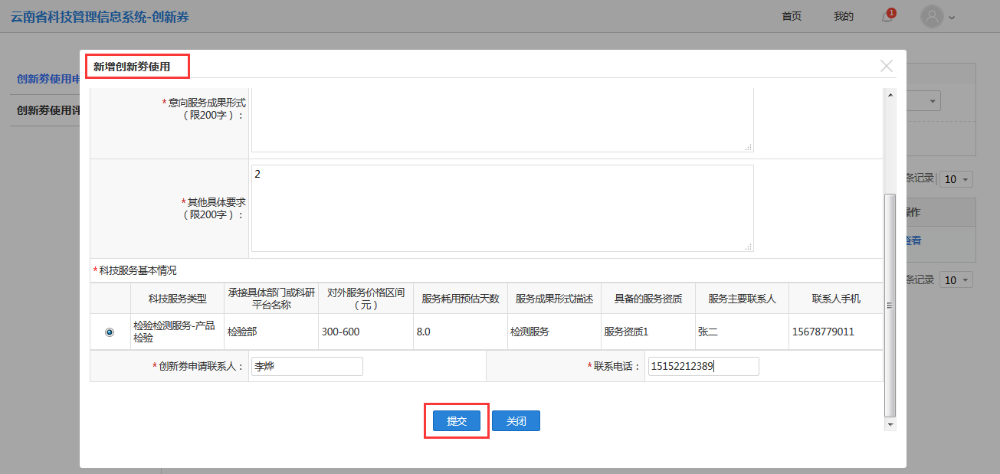 云南省科技管理信息系统-创新券
首页
我的
1
新增创新劵使用
创新劵使用申
创新劵使用评
*意向服务成果形式
（限200字）：
*其他具体要求
（限200字）：
2
条记录
10
操作
查看
条记录
10
*科技服务基本情况
科技服务类型
承接具体部门或科研
平台名称
对外服务价格区间
（元）
服务耗用预估天数
服务成果形式描述
具备的服务资质
服务主要联系人
联系人手机
检验检测服务-产品
检验
检验部
300-600
8.0
检测服务
服务资质1
张二
15678779011
*创新劵申请联系人：
李烨
*联系电话：
15152212389
提交
关闭